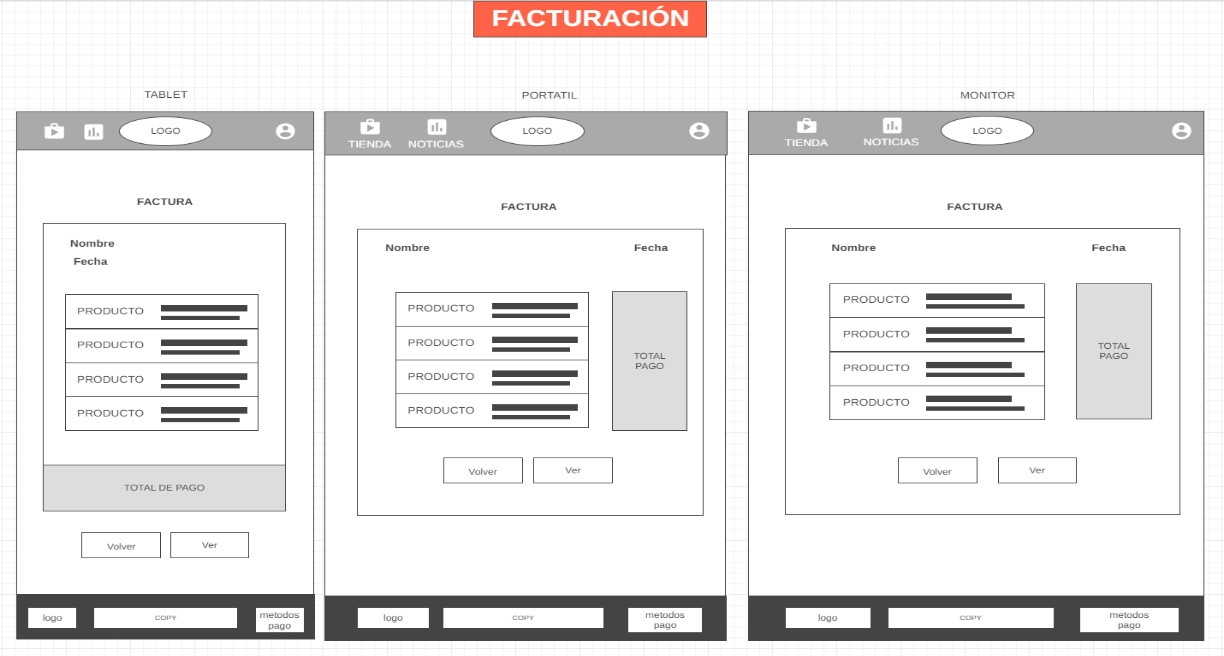 FACTURACIÓN
TABLET
LOGO
FACTURA
Nombre
Fecha
PRODUCTO
PRODUCTO
PRODUCTO
PRODUCTO
TOTAL DE PAGO
Volver
Ver
logo
COPY
metodos
pago
PORTATIL
TIENDA
NOTICIAS
LOGO
FACTURA
Nombre
Fecha
PRODUCTO
PRODUCTO
PRODUCTO
PRODUCTO
TOTAL
PAGO
Volver
Ver
logo
COPY
metodos
pago
MONITOR
TIENDA
NOTICIAS
LOGO
FACTURA
Nombre
Fecha
PRODUCTO
PRODUCTO
PRODUCTO
PRODUCTO
TOTAL
PAGO
Volver
Ver
logo
COPY
metodos
pago